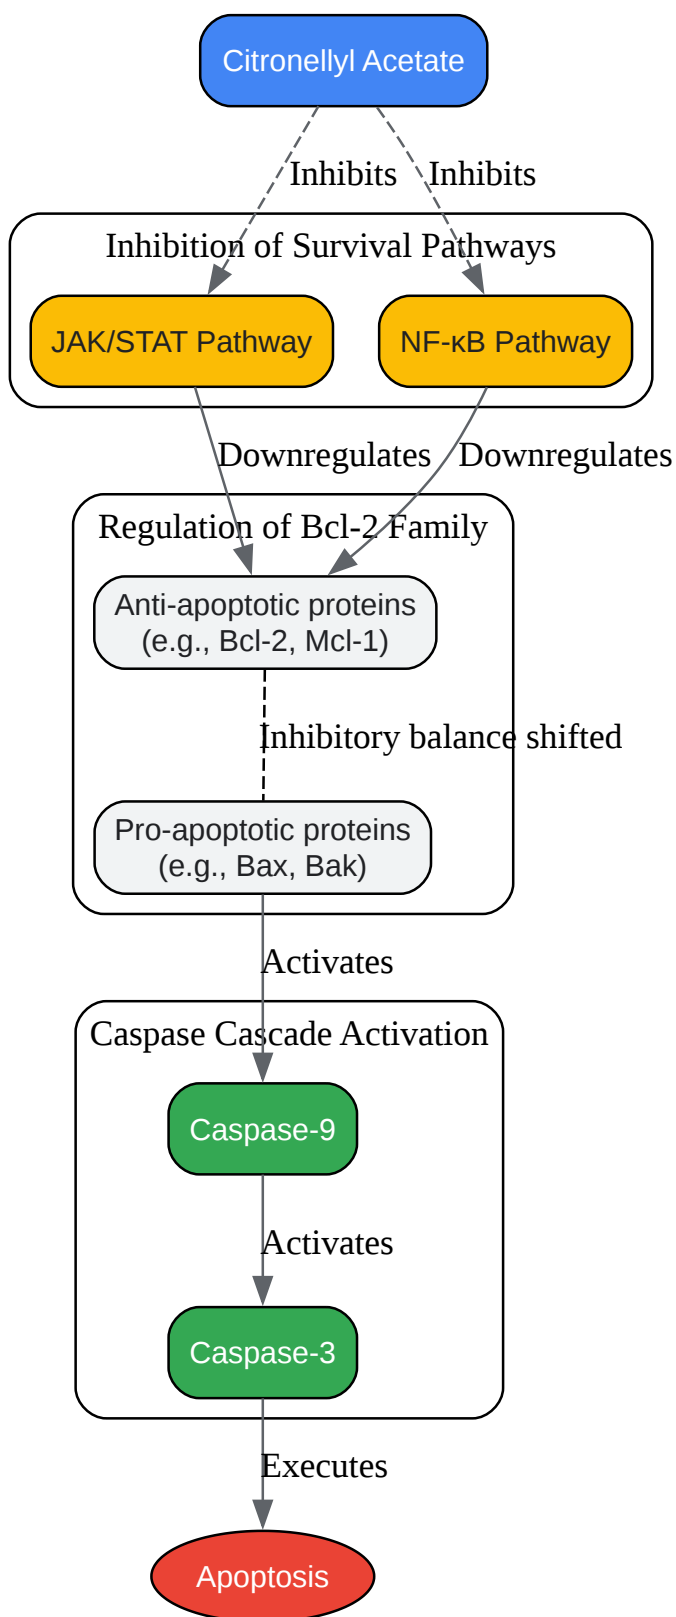 Citronellyl Acetate
Inhibits
Inhibits
Inhibition of Survival Pathways
JAK/STAT Pathway
NF-κB Pathway
Downregulates
Downregulates
Regulation of Bcl-2 Family
Anti-apoptotic proteins
(e.g., Bcl-2, Mcl-1)
Inhibitory balance shifted
Pro-apoptotic proteins
(e.g., Bax, Bak)
Activates
Caspase Cascade Activation
Caspase-9
Activates
Caspase-3
Executes
Apoptosis